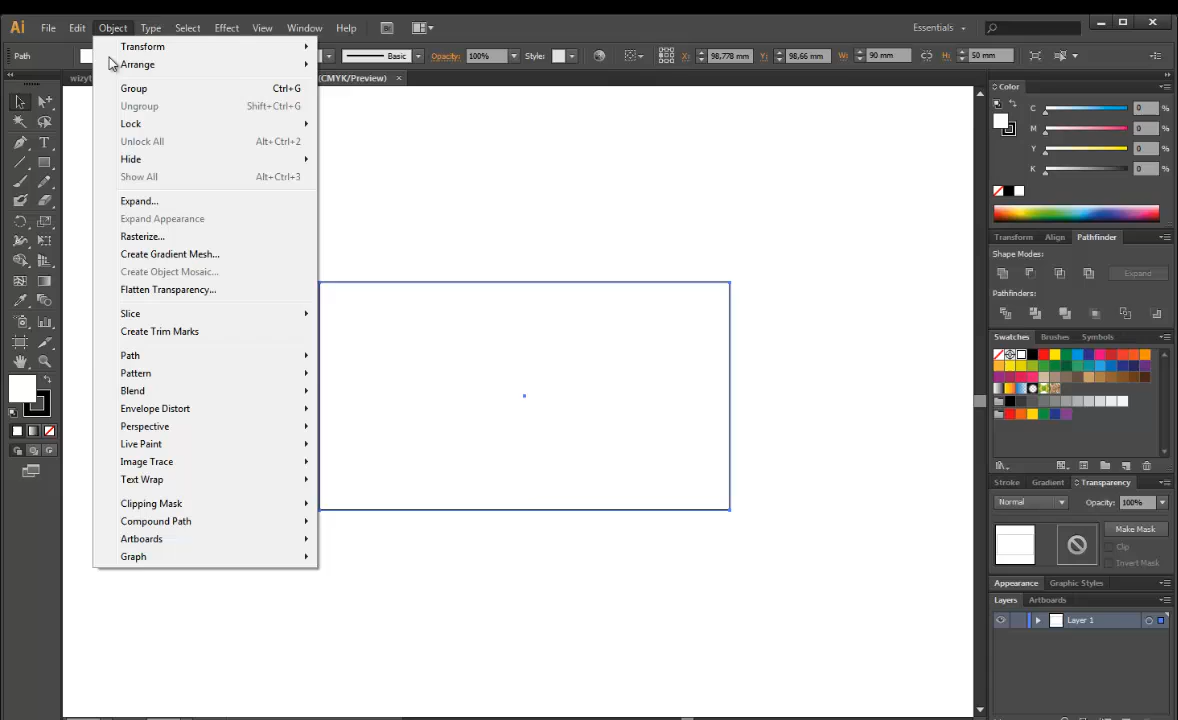 Ai File Edit Object Type Select Effect View Window Help Essentials
Path Basic Opacity: 100% Style: X: 98,778 mm Y: 98,66 mm W: 90 mm H: 50 mm
wizyt (CMYK/Preview) ×
Transform
Arrange
Group Ctrl+G
Ungroup Shift+Ctrl+G
Lock
Unlock All Alt+Ctrl+2
Hide
Show All Alt+Ctrl+3
Expand...
Expand Appearance
Rasterize...
Create Gradient Mesh...
Create Object Mosaic...
Flatten Transparency...
Slice
Create Trim Marks
Path
Pattern
Blend
Envelope Distort
Perspective
Live Paint
Image Trace
Text Wrap
Clipping Mask
Compound Path
Artboards
Graph
Color
C 0 %
M 0 %
Y 0 %
K 0 %
Transform Align Pathfinder
Shape Modes:
Expand
Pathfinders:
Swatches Brushes Symbols
Stroke Gradient Transparency
Normal Opacity: 100%
Make Mask
Clip
Invert Mask
Appearance Graphic Styles
Layers Artboards
Layer 1